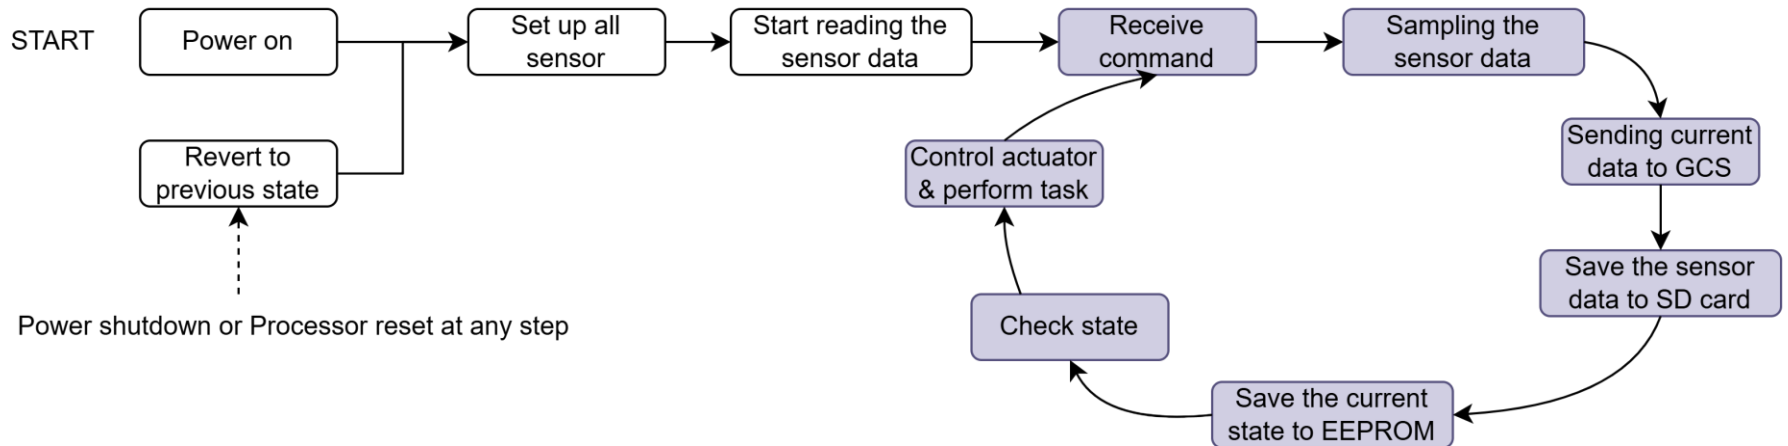 START
Power on
Set up all
sensor
Start reading the
sensor data
Receive
command
Sampling the
sensor data
Sending current
data to GCS
Save the sensor
data to SD card
Save the current
state to EEPROM
Check state
Control actuator
& perform task
Revert to
previous state
Power shutdown or Processor reset at any step